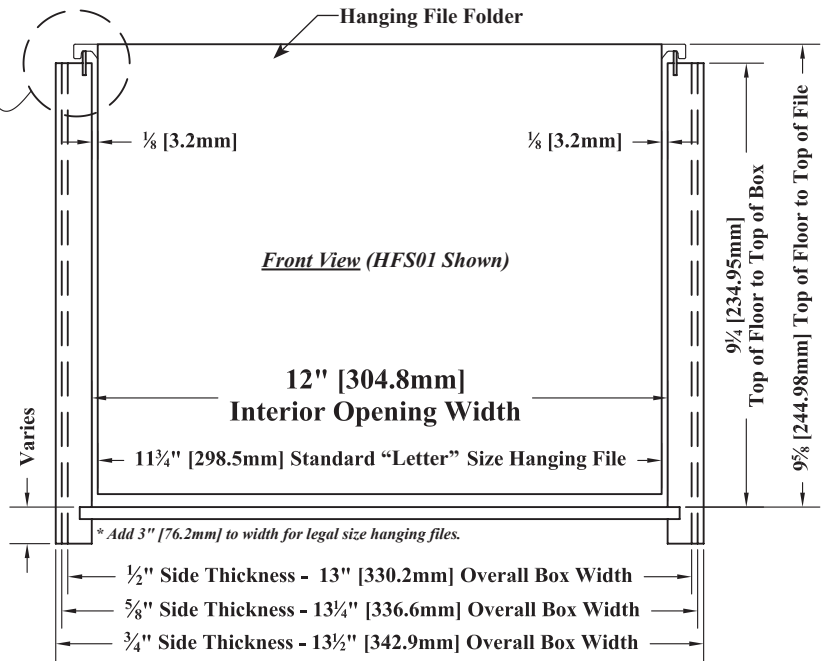 Hanging File Folder
⅛ [3.2mm]
⅛ [3.2mm]
Front View (HFS01 Shown)
9¼ [234.95mm]
Top of Floor to Top of Box
9⅝ [244.98mm] Top of Floor to Top of File
12" [304.8mm]
Interior Opening Width
Varies
11¾" [298.5mm] Standard “Letter” Size Hanging File
* Add 3" [76.2mm] to width for legal size hanging files.
½" Side Thickness - 13" [330.2mm] Overall Box Width
⅝" Side Thickness - 13¼" [336.6mm] Overall Box Width
¾" Side Thickness - 13½" [342.9mm] Overall Box Width